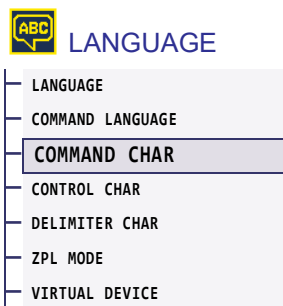 ABC
LANGUAGE
LANGUAGE
COMMAND LANGUAGE
COMMAND CHAR
CONTROL CHAR
DELIMITER CHAR
ZPL MODE
VIRTUAL DEVICE